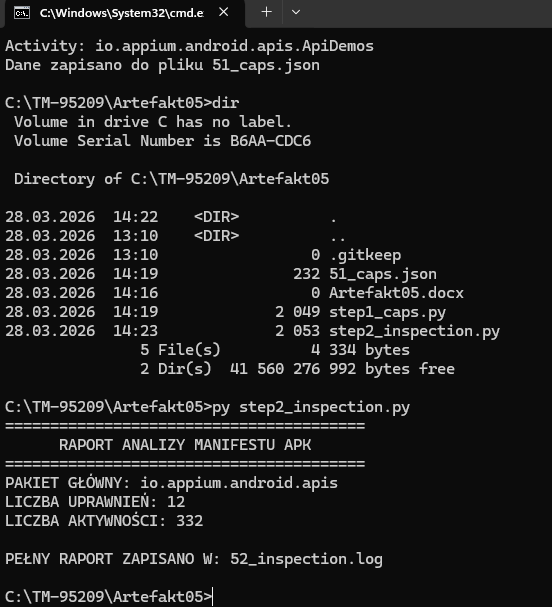 C:\Windows\System32\cmd.e
Activity: io.appium.android.apis.ApiDemos
Dane zapisano do pliku 51_caps.json
C:\TM-95209\Artefakt05>dir
Volume in drive C has no label.
Volume Serial Number is B6AA-CDC6
Directory of C:\TM-95209\Artefakt05
28.03.2026  14:22    <DIR>          .
28.03.2026  13:10    <DIR>          ..
28.03.2026  13:10                 0 .gitkeep
28.03.2026  14:19               232 51_caps.json
28.03.2026  14:16                 0 Artefakt05.docx
28.03.2026  14:19             2 049 step1_caps.py
28.03.2026  14:23             2 053 step2_inspection.py
5 File(s)          4 334 bytes
2 Dir(s)  41 560 276 992 bytes free
C:\TM-95209\Artefakt05>py step2_inspection.py
========================================
RAPORT ANALIZY MANIFESTU APK
========================================
PAKIET GŁÓWNY: io.appium.android.apis
LICZBA UPRAWNIEŃ: 12
LICZBA AKTYWNOŚCI: 332
PEŁNY RAPORT ZAPISANO W: 52_inspection.log
C:\TM-95209\Artefakt05>